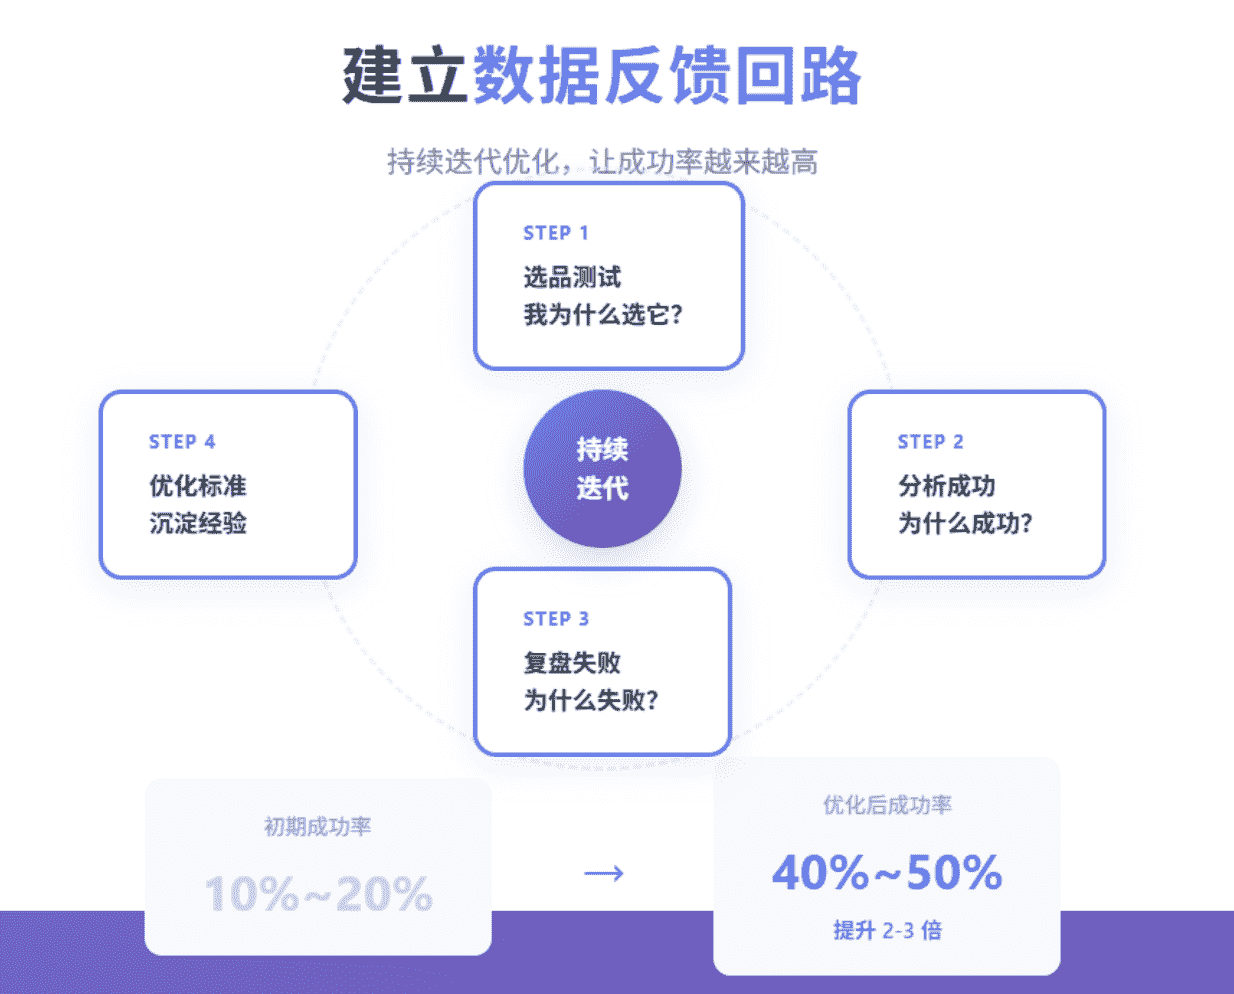 建立数据反馈回路
持续迭代优化，让成功率越来越高
STEP 1
选品测试
我为什么选它？
STEP 4
优化标准
沉淀经验
持续
迭代
STEP 2
分析成功
为什么成功？
STEP 3
复盘失败
为什么失败？
初期成功率
10%~20%
→
优化后成功率
40%~50%
提升 2-3 倍